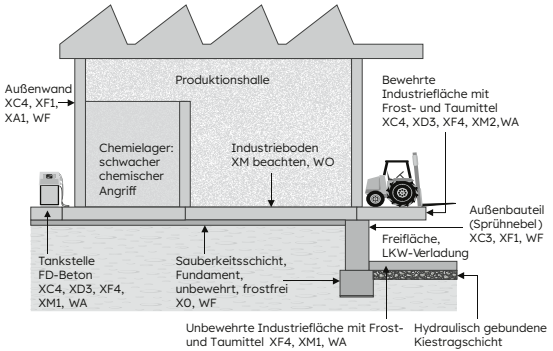 Produktionshalle
Außenwand
XC4, XF1,
XA1, WF
Bewehrte
Industriefläche mit
Frost- und Taumittel
XC4, XD3, XF4, XM2,WA
Chemielager:
schwacher
chemischer
Angriff
Industrieboden
XM beachten, WO
Außenbauteil
(Sprühnebel)
XC3, XF1, WF
Freifläche,
LKW-Verladung
Tankstelle
FD-Beton
XC4, XD3, XF4,
XM1, WA
Sauberkeitsschicht,
Fundament,
unbewehrt, frostfrei
X0, WF
Unbewehrte Industriefläche mit Frost-
und Taumittel XF4, XM1, WA
Hydraulisch gebundene
Kiestragschicht